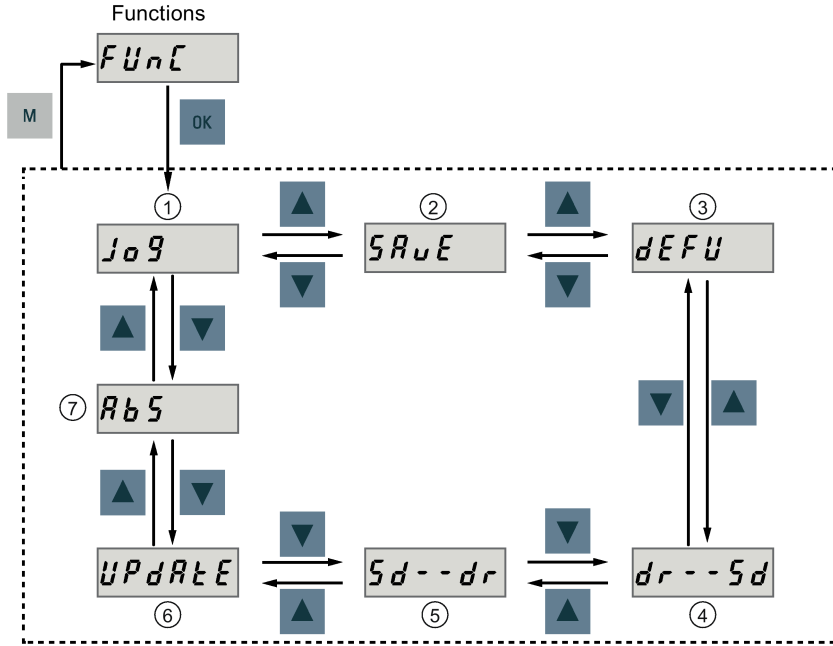 Functions
FUnC
M
OK
1
2
3
JoG
SAvE
dEFU
7
AbS
UPdAtE
Sd--dr
dr--Sd
6
5
4